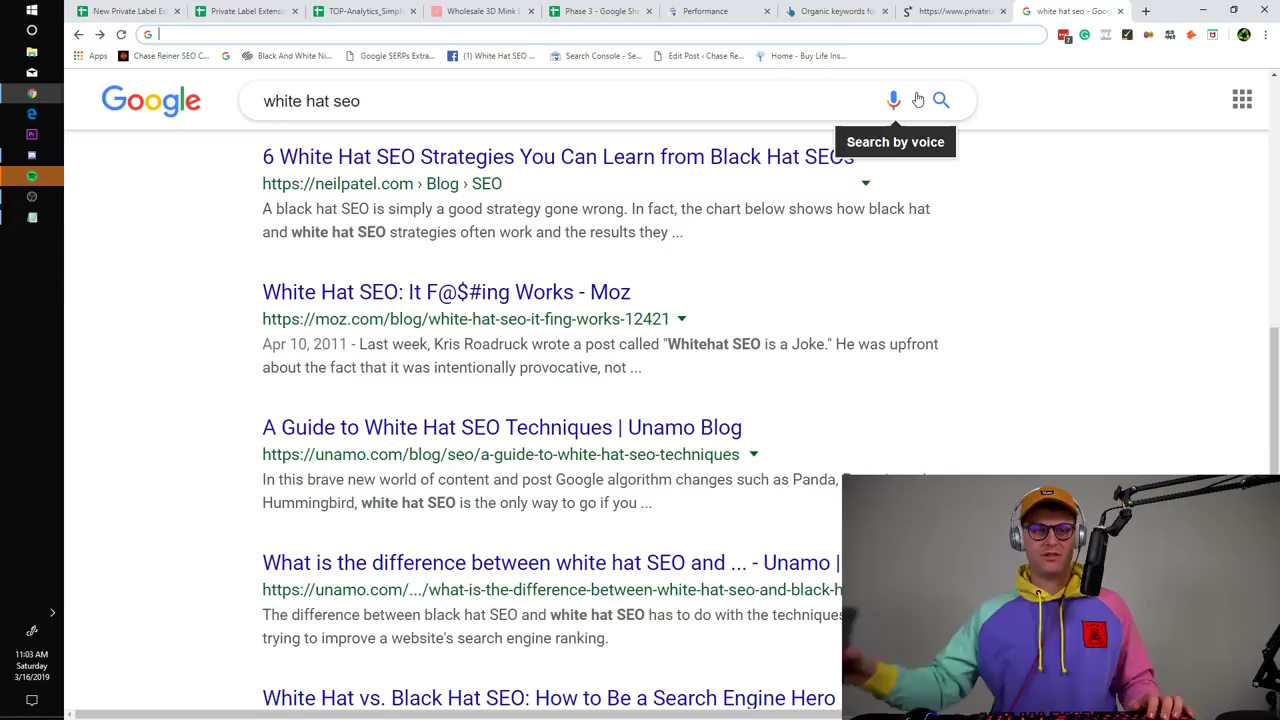 New Private Label Ex
Private Label Extensi
TOP-Analytics_Simpl
Wholesale 3D Mink
Phase 3 - Google Sh
Performance
Organic keywords fo
https://www.privatel
white hat seo - Goog
7
Apps
Chase Reiner SEO C...
Black And White Ni...
Google SERPs Extra...
(1) White Hat SEO ...
Search Console - Se...
Edit Post ‹ Chase Re...
Home - Buy Life Ins...
Google
white hat seo
Search by voice
6 White Hat SEO Strategies You Can Learn from Black Hat SEOs
https://neilpatel.com › Blog › SEO
A black hat SEO is simply a good strategy gone wrong. In fact, the chart below shows how black hat
and white hat SEO strategies often work and the results they ...
White Hat SEO: It F@$#ing Works - Moz
https://moz.com/blog/white-hat-seo-it-fing-works-12421
Apr 10, 2011 - Last week, Kris Roadruck wrote a post called "Whitehat SEO is a Joke." He was upfront
about the fact that it was intentionally provocative, not ...
A Guide to White Hat SEO Techniques | Unamo Blog
https://unamo.com/blog/seo/a-guide-to-white-hat-seo-techniques
In this brave new world of content and post Google algorithm changes such as Panda,
Hummingbird, white hat SEO is the only way to go if you ...
What is the difference between white hat SEO and ... - Unamo |
https://unamo.com/.../what-is-the-difference-between-white-hat-seo-and-black-h
The difference between black hat SEO and white hat SEO has to do with the techniques
trying to improve a website's search engine ranking.
White Hat vs. Black Hat SEO: How to Be a Search Engine Hero
11:03 AM
Saturday
3/16/2019